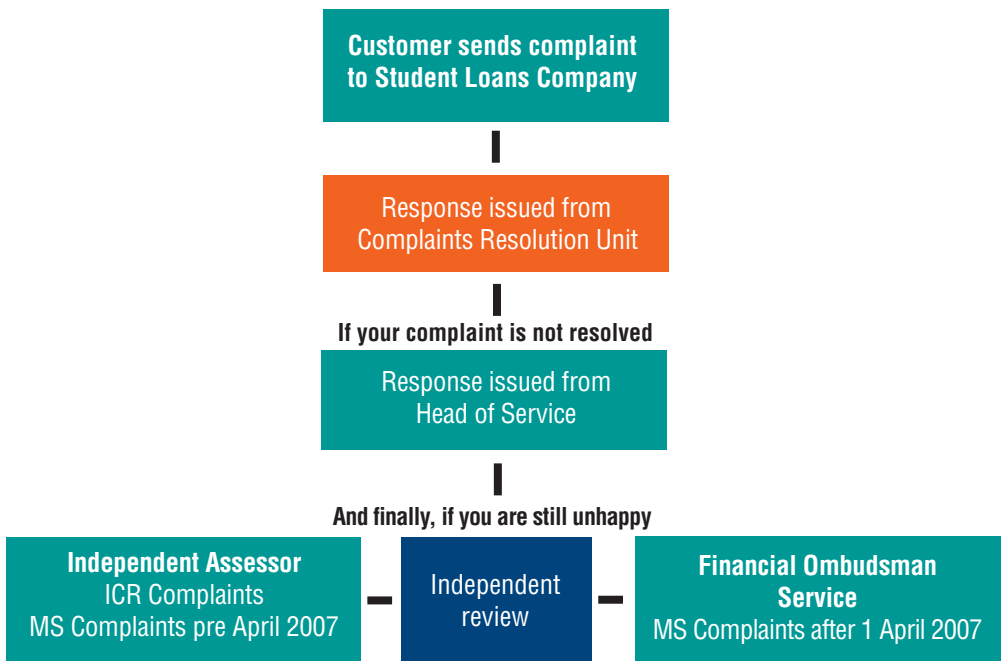 Customer sends complaint
to Student Loans Company
Response issued from
Complaints Resolution Unit
If your complaint is not resolved
Response issued from
Head of Service
And finally, if you are still unhappy
Independent Assessor
ICR Complaints
MS Complaints pre April 2007
Independent
review
Financial Ombudsman
Service
MS Complaints after 1 April 2007